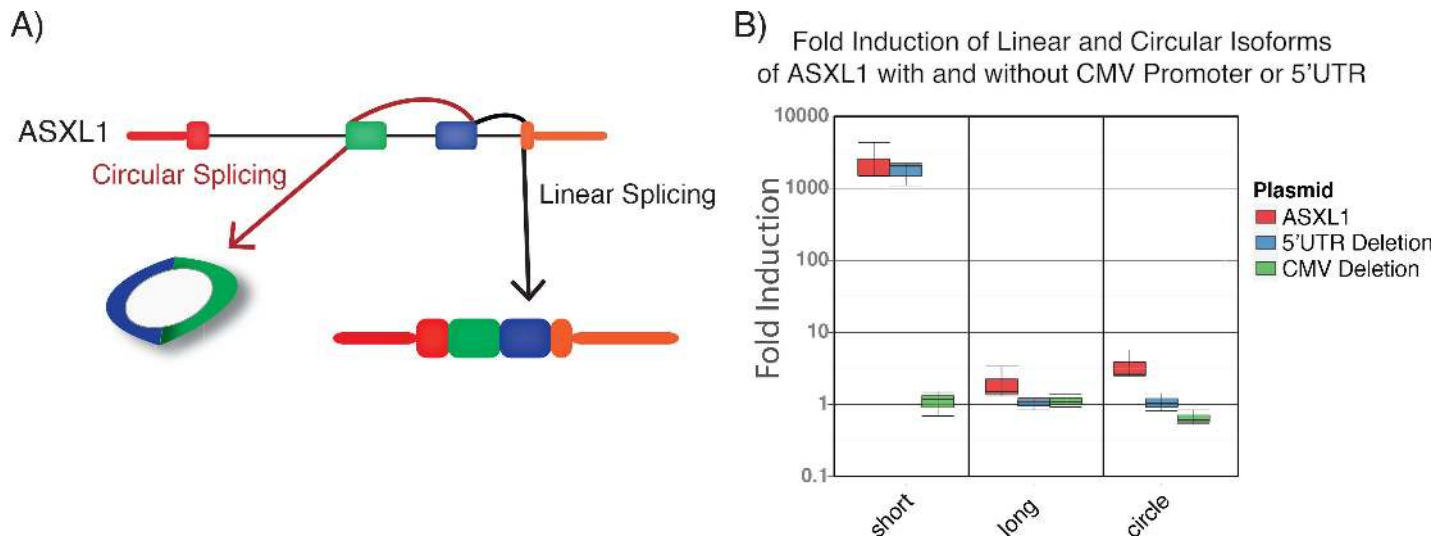 A)
ASXL1
Circular Splicing
Linear Splicing
B)
Fold Induction of Linear and Circular Isoforms
of ASXL1 with and without CMV Promoter or 5'UTR
Fold Induction
10000
1000
100
10
1
0.1
short
long
circle
Plasmid
ASXL1
5'UTR Deletion
CMV Deletion